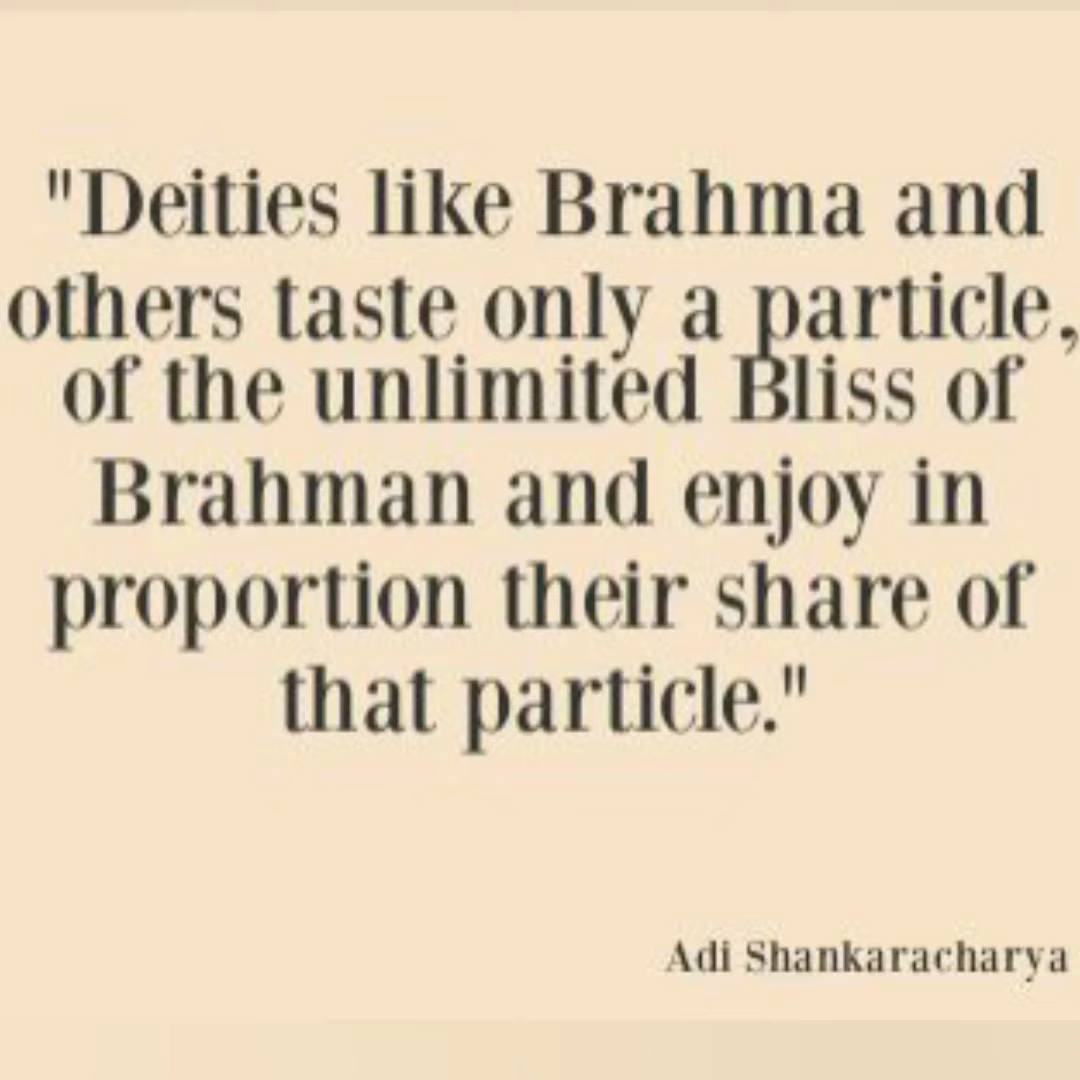 "Deities like Brahma and
others taste only a particle,
of the unlimited Bliss of
Brahman and enjoy in
proportion their share of
that particle."
Adi Shankaracharya